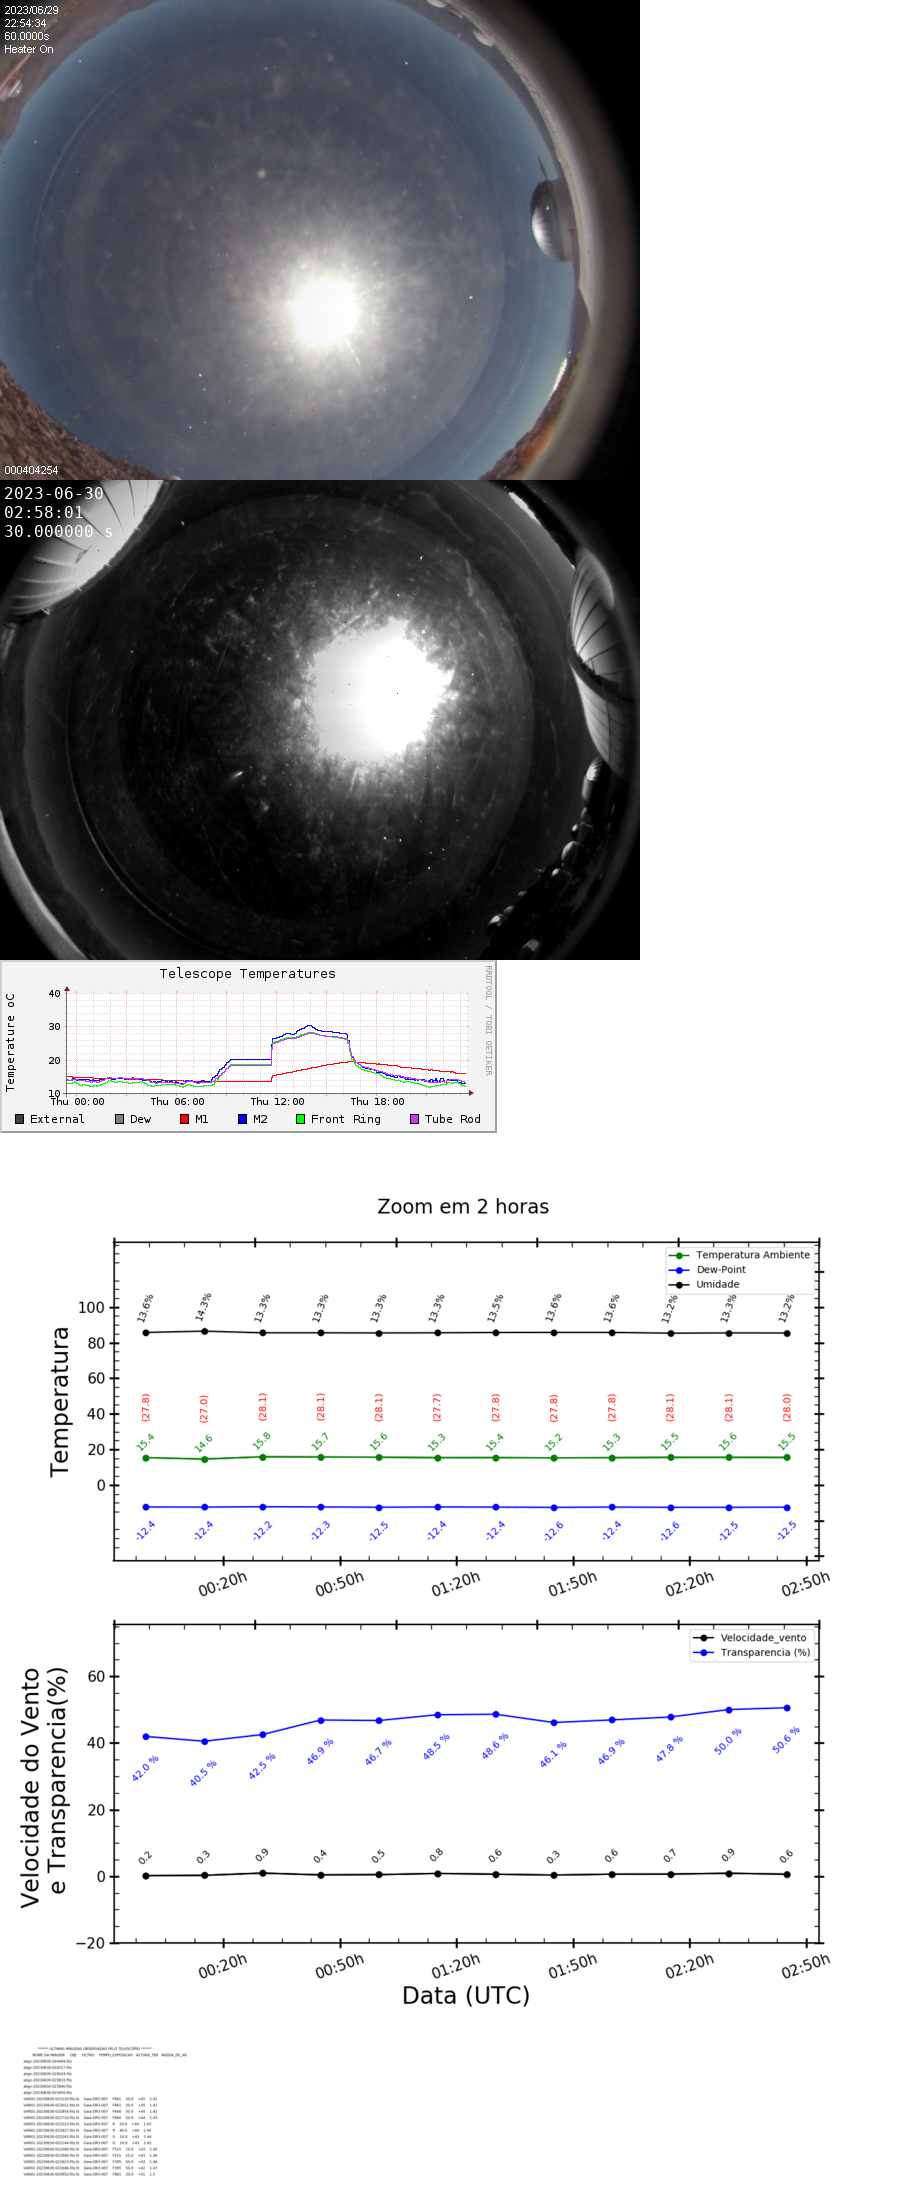 2023/06/29
22:54:34
60.0000s
Heater On
000404254
2023-06-30
02:58:01
30.000000 s
Telescope Temperatures
RRDTOOL / TOBI OETIKER
Temperature oC
40
30
20
10
Thu 00:00 Thu 06:00 Thu 12:00 Thu 18:00
External Dew M1 M2 Front Ring Tube Rod
Zoom em 2 horas
Temperatura Ambiente
Dew-Point
Umidade
Temperatura
100
80
60
40
20
0
13.6% 14.3% 13.3% 13.3% 13.3% 13.3% 13.5% 13.6% 13.6% 13.2% 13.3% 13.2%
(27.8) (27.0) (28.1) (28.1) (28.1) (27.7) (27.8) (27.8) (27.8) (28.1) (28.1) (28.0)
15.4 14.6 15.8 15.7 15.6 15.3 15.4 15.2 15.3 15.5 15.6 15.5
-12.4 -12.4 -12.2 -12.3 -12.5 -12.4 -12.4 -12.6 -12.4 -12.6 -12.5 -12.5
00:20h 00:50h 01:20h 01:50h 02:20h 02:50h
Velocidade_vento
Transparencia (%)
Velocidade do Vento
e Transparencia(%)
60
40
20
0
−20
42.0 % 40.5 % 42.5 % 46.9 % 46.7 % 48.5 % 48.6 % 46.1 % 46.9 % 47.8 % 50.0 % 50.6 %
0.2 0.3 0.9 0.4 0.5 0.8 0.6 0.3 0.6 0.7 0.9 0.6
00:20h 00:50h 01:20h 01:50h 02:20h 02:50h
Data (UTC)
****** ULTIMAS IMAGENS OBSERVADAS PELO TELESCOPIO ******
NOME DA IMAGEM OBJ FILTRO TEMPO_EXPOSICAO ALTURA_T80 MASSA_DE_AR